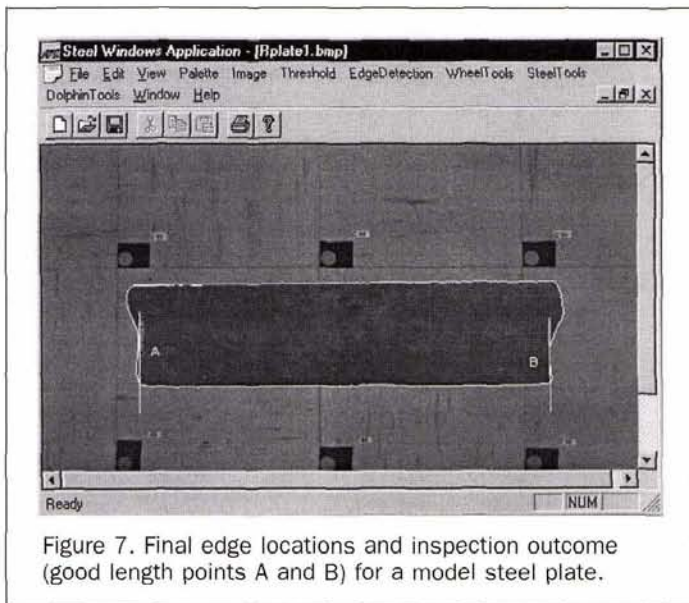 Steel Windows Application - [Rplate1.bmp]
File Edit View Palette Image Threshold EdgeDetection WheelTools SteelTools
DolphinTools Window Help
A
B
Ready
NUM
Figure 7. Final edge locations and inspection outcome
(good length points A and B) for a model steel plate.